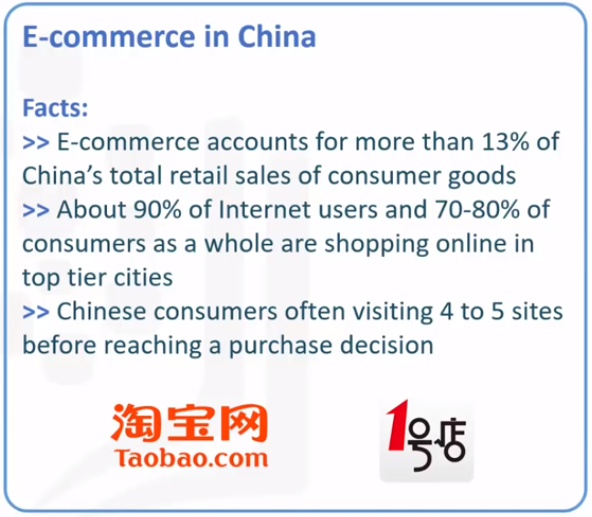 E-commerce in China
Facts:
>> E-commerce accounts for more than 13% of
China's total retail sales of consumer goods
>> About 90% of Internet users and 70-80% of
consumers as a whole are shopping online in
top tier cities
>> Chinese consumers often visiting 4 to 5 sites
before reaching a purchase decision
淘宝网
Taobao.com
1号店